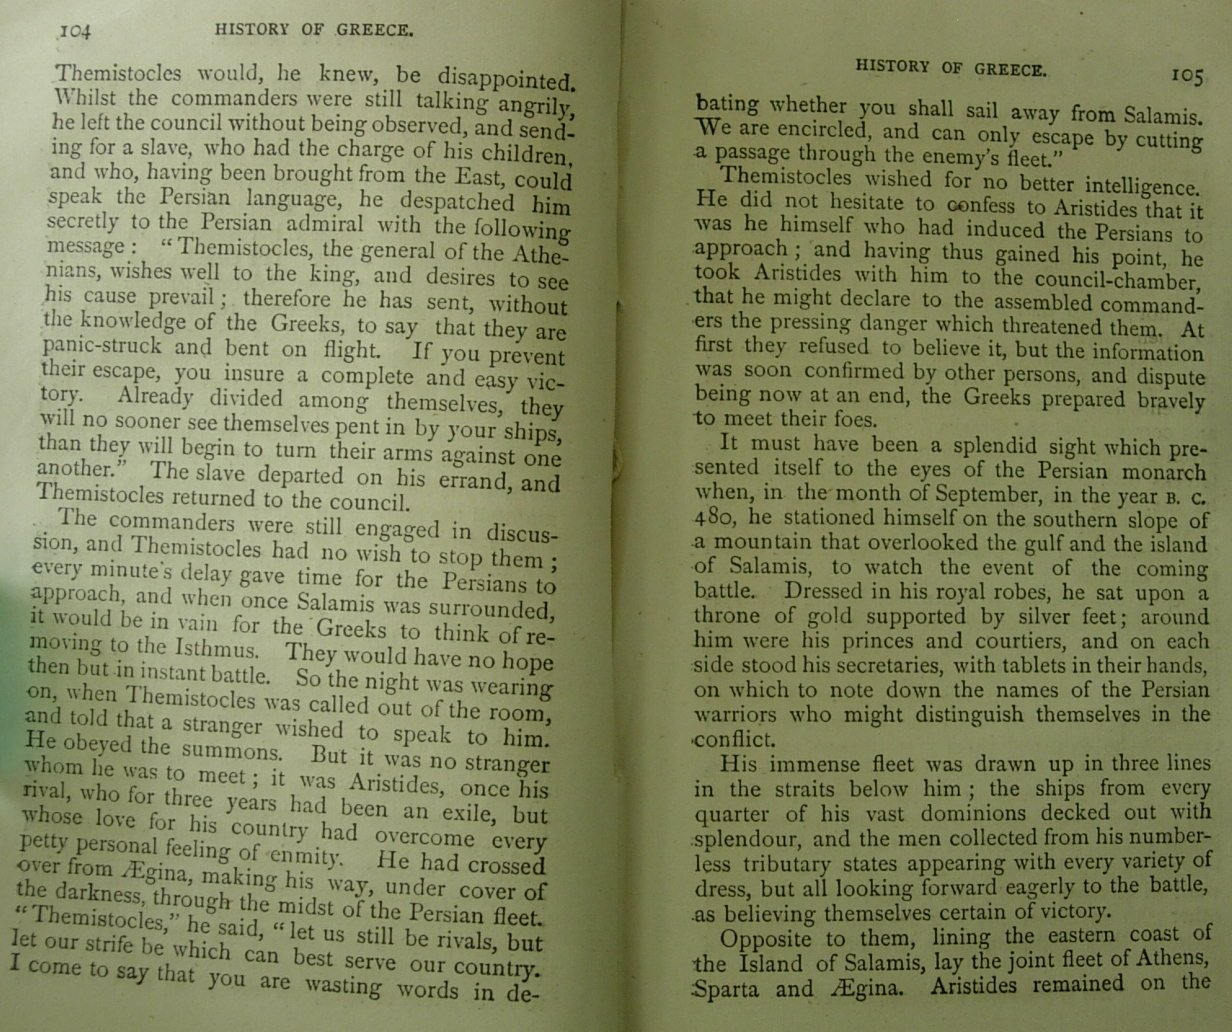 104
HISTORY OF GREECE.
Themistocles would, he knew, be disappointed.
Whilst the commanders were still talking angrily,
he left the council without being observed, and send-
ing for a slave, who had the charge of his children,
and who, having been brought from the East, could
speak the Persian language, he despatched him
secretly to the Persian admiral with the following
message : "Themistocles, the general of the Athe-
nians, wishes well to the king, and desires to see
his cause prevail ; therefore he has sent, without
the knowledge of the Greeks, to say that they are
panic-struck and bent on flight. If you prevent
their escape, you insure a complete and easy vic-
tory. Already divided among themselves, they
will no sooner see themselves pent in by your ships,
than they will begin to turn their arms against one
another." The slave departed on his errand, and
Themistocles returned to the council.
The commanders were still engaged in discus-
sion, and Themistocles had no wish to stop them ;
every minute's delay gave time for the Persians to
approach, and when once Salamis was surrounded,
it would be in vain for the Greeks to think of re-
moving to the Isthmus. They would have no hope
then but in instant battle. So the night was wearing
on, when Themistocles was called out of the room,
and told that a stranger wished to speak to him.
He obeyed the summons. But it was no stranger
whom he was to meet ; it was Aristides, once his
rival, who for three years had been an exile, but
whose love for his country had overcome every
petty personal feeling of enmity. He had crossed
over from Ægina, making his way, under cover of
the darkness, through the midst of the Persian fleet.
"Themistocles," he said, "let us still be rivals, but
let our strife be which can best serve our country.
I come to say that you are wasting words in de-
HISTORY OF GREECE.
105
bating whether you shall sail away from Salamis.
We are encircled, and can only escape by cutting
a passage through the enemy's fleet."
Themistocles wished for no better intelligence.
He did not hesitate to confess to Aristides that it
was he himself who had induced the Persians to
approach ; and having thus gained his point, he
took Aristides with him to the council-chamber,
that he might declare to the assembled command-
ers the pressing danger which threatened them. At
first they refused to believe it, but the information
was soon confirmed by other persons, and dispute
being now at an end, the Greeks prepared bravely
to meet their foes.
It must have been a splendid sight which pre-
sented itself to the eyes of the Persian monarch
when, in the month of September, in the year B. C.
480, he stationed himself on the southern slope of
a mountain that overlooked the gulf and the island
of Salamis, to watch the event of the coming
battle. Dressed in his royal robes, he sat upon a
throne of gold supported by silver feet; around
him were his princes and courtiers, and on each
side stood his secretaries, with tablets in their hands,
on which to note down the names of the Persian
warriors who might distinguish themselves in the
conflict.
His immense fleet was drawn up in three lines
in the straits below him ; the ships from every
quarter of his vast dominions decked out with
splendour, and the men collected from his number-
less tributary states appearing with every variety of
dress, but all looking forward eagerly to the battle,
as believing themselves certain of victory.
Opposite to them, lining the eastern coast of
the Island of Salamis, lay the joint fleet of Athens,
Sparta and Ægina. Aristides remained on the